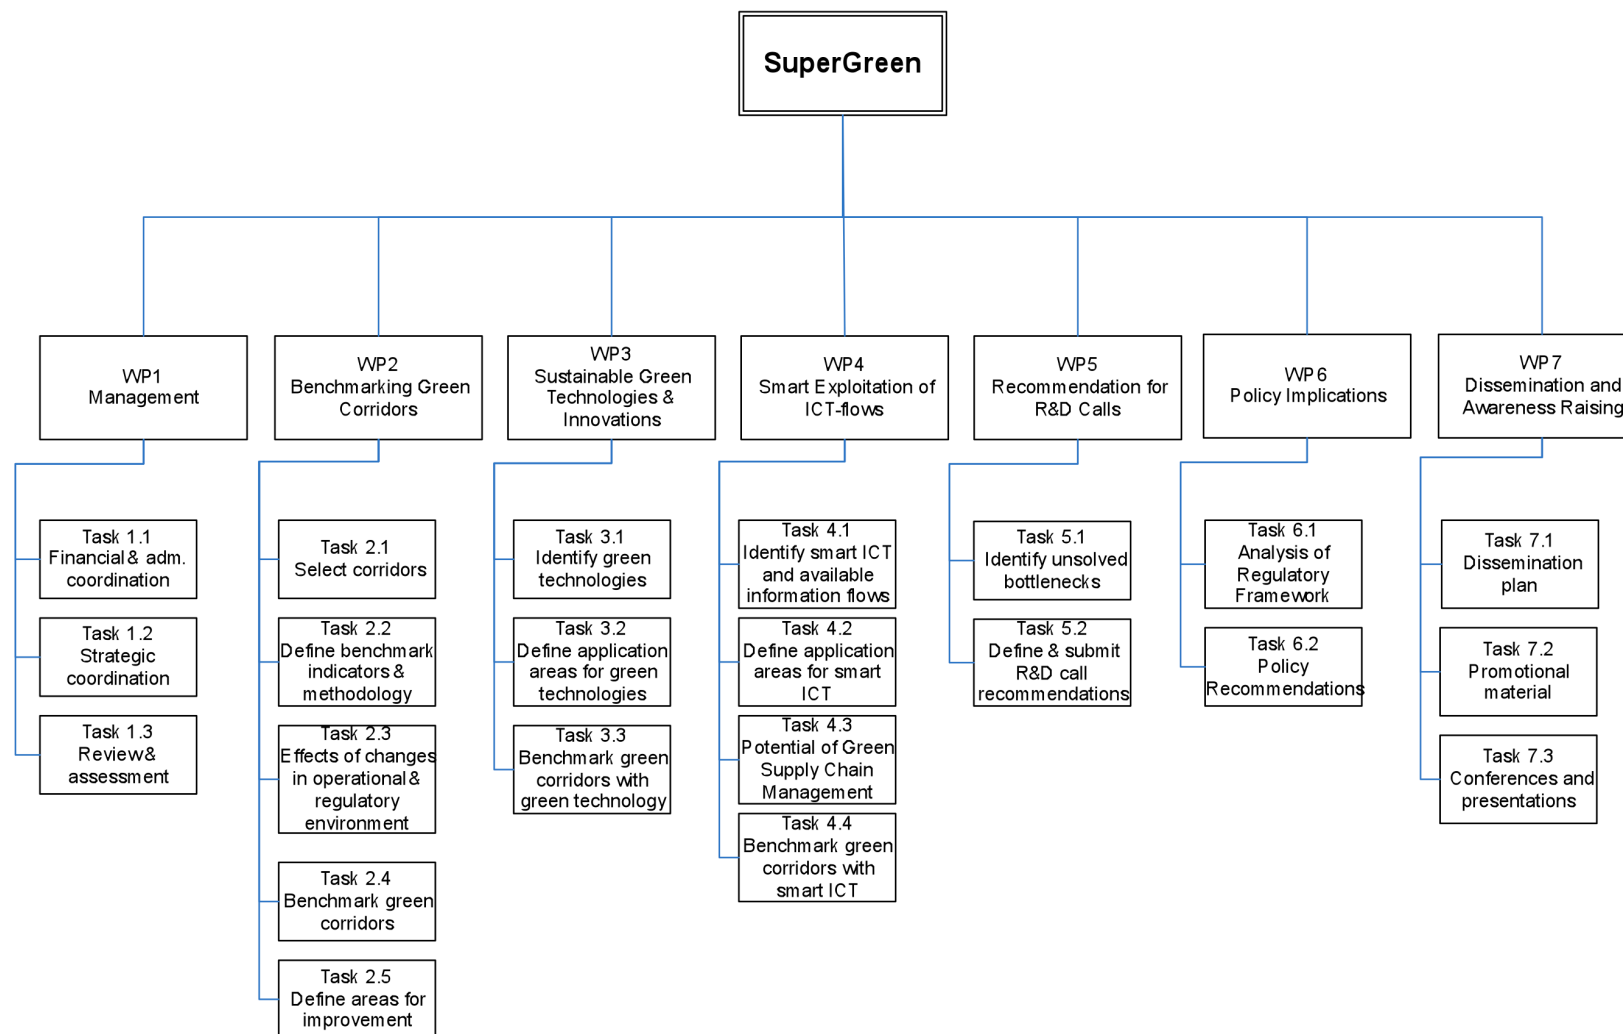 SuperGreen
WP1
Management
WP2
Benchmarking Green
Corridors
WP3
Sustainable Green
Technologies &
Innovations
WP4
Smart Exploitation of
ICT-flows
WP5
Recommendation for
R&D Calls
WP6
Policy Implications
WP7
Dissemination and
Awareness Raising
Task 1.1
Financial & adm.
coordination
Task 1.2
Strategic
coordination
Task 1.3
Review &
assessment
Task 2.1
Select corridors
Task 2.2
Define benchmark
indicators &
methodology
Task 2.3
Effects of changes
in operational &
regulatory
environment
Task 2.4
Benchmark green
corridors
Task 2.5
Define areas for
improvement
Task 3.1
Identify green
technologies
Task 3.2
Define application
areas for green
technologies
Task 3.3
Benchmark green
corridors with
green technology
Task 4.1
Identify smart ICT
and available
information flows
Task 4.2
Define application
areas for smart
ICT
Task 4.3
Potential of Green
Supply Chain
Management
Task 4.4
Benchmark green
corridors with
smart ICT
Task 5.1
Identify unsolved
bottlenecks
Task 5.2
Define & submit
R&D call
recommendations
Task 6.1
Analysis of
Regulatory
Framework
Task 6.2
Policy
Recommendations
Task 7.1
Dissemination
plan
Task 7.2
Promotional
material
Task 7.3
Conferences and
presentations